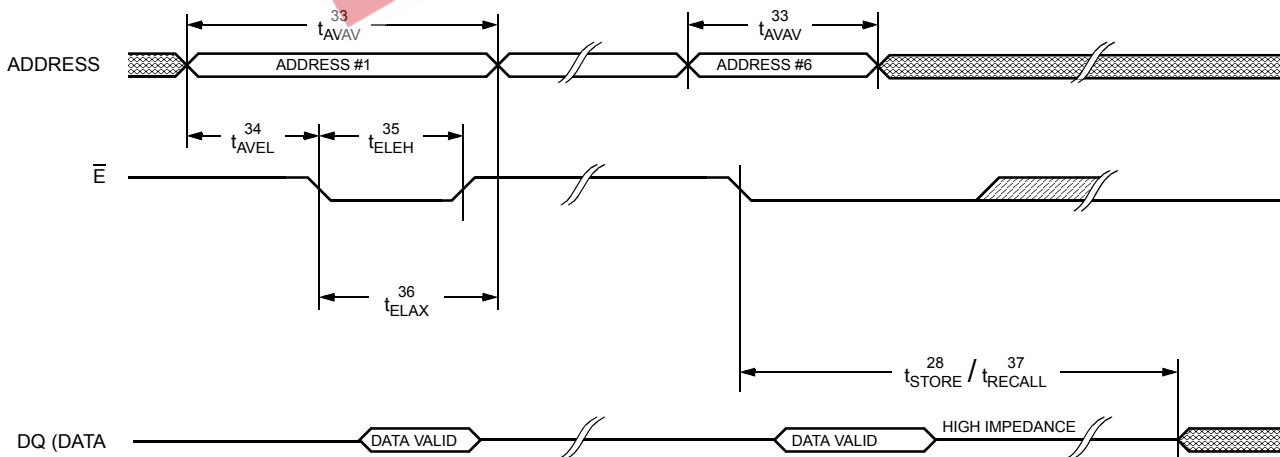 33
tAVAV
33
tAVAV
ADDRESS
ADDRESS #1
ADDRESS #6
34
tAVEL
35
tELEH
E
36
tELAX
28 37
tSTORE / tRECALL
DQ (DATA
DATA VALID
DATA VALID
HIGH IMPEDANCE